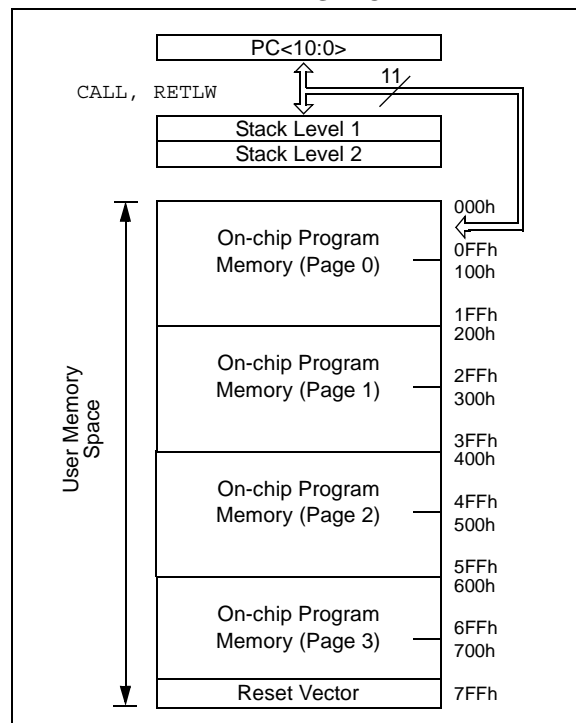 PC<10:0>
CALL, RETLW
11
Stack Level 1
Stack Level 2
000h
On-chip Program
Memory (Page 0)
0FFh
100h
1FFh
200h
On-chip Program
Memory (Page 1)
2FFh
300h
3FFh
400h
On-chip Program
Memory (Page 2)
4FFh
500h
5FFh
600h
On-chip Program
Memory (Page 3)
6FFh
700h
Reset Vector
7FFh
User Memory
Space